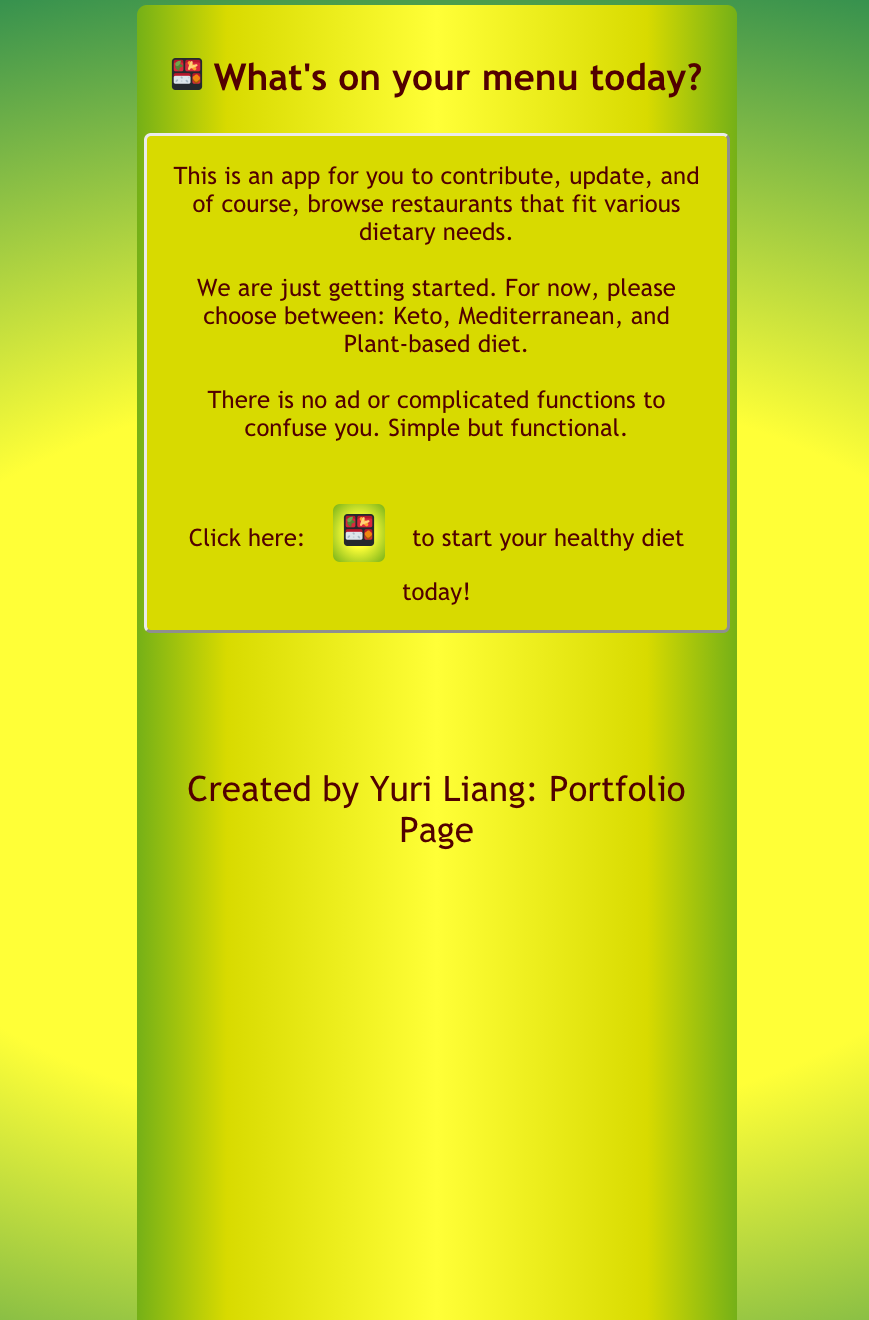 🍱 What's on your menu today?
This is an app for you to contribute, update, and
of course, browse restaurants that fit various
dietary needs.
We are just getting started. For now, please
choose between: Keto, Mediterranean, and
Plant-based diet.
There is no ad or complicated functions to
confuse you. Simple but functional.
Click here: 🍱 to start your healthy diet
today!
Created by Yuri Liang: Portfolio
Page